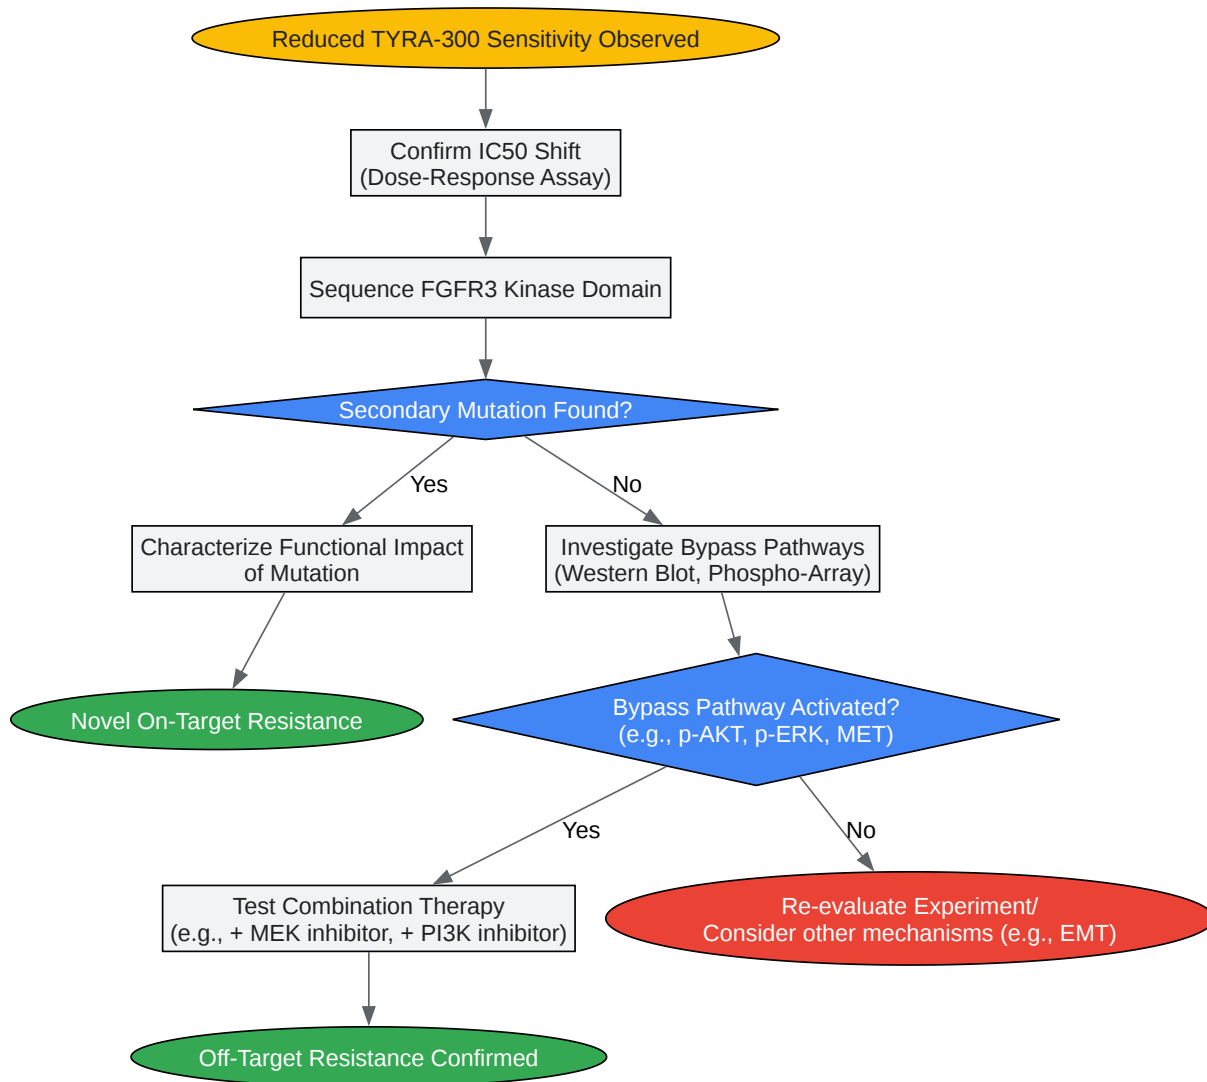 Reduced TYRA-300 Sensitivity Observed
Confirm IC50 Shift
(Dose-Response Assay)
Sequence FGFR3 Kinase Domain
Secondary Mutation Found?
Yes
No
Characterize Functional Impact
of Mutation
Investigate Bypass Pathways
(Western Blot, Phospho-Array)
Novel On-Target Resistance
Bypass Pathway Activated?
(e.g., p-AKT, p-ERK, MET)
Yes
No
Test Combination Therapy
(e.g., + MEK inhibitor, + PI3K inhibitor)
Re-evaluate Experiment/
Consider other mechanisms (e.g., EMT)
Off-Target Resistance Confirmed